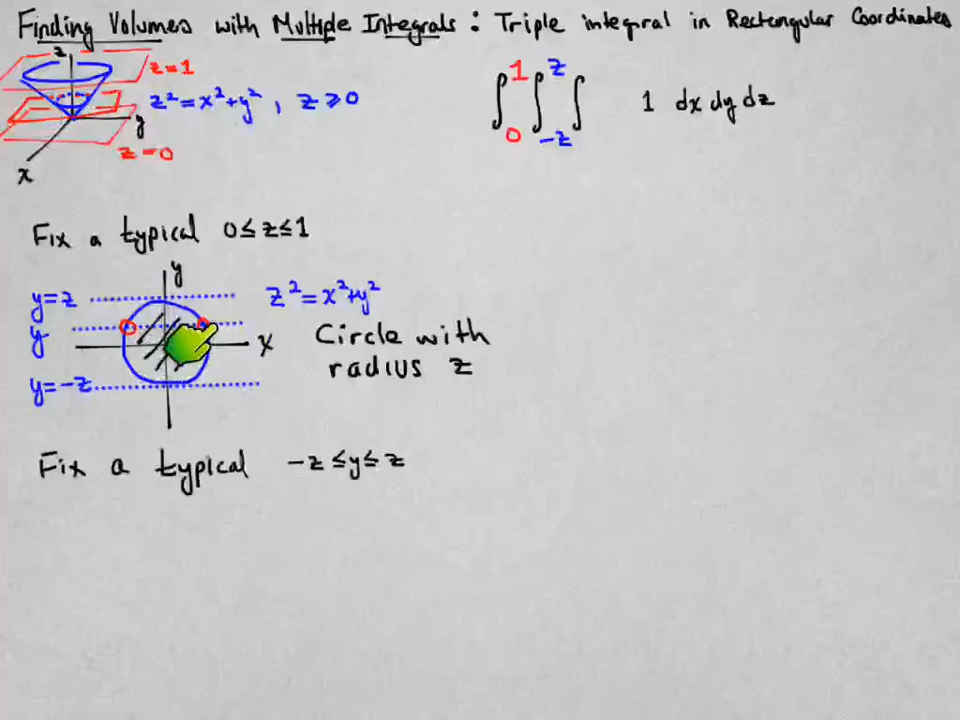 Finding Volumes with Multiple Integrals : Triple integral in Rectangular Coordinates
z
z=1
z² = x²+y² , z ≥ 0
y
z=0
x
∫₀¹ ∫₋zᶻ ∫ 1 dx dy dz
Fix a typical 0≤z≤1
y
y=z
z² = x²+y²
y
x
Circle with
radius z
y=-z
Fix a typical -z ≤y≤ z